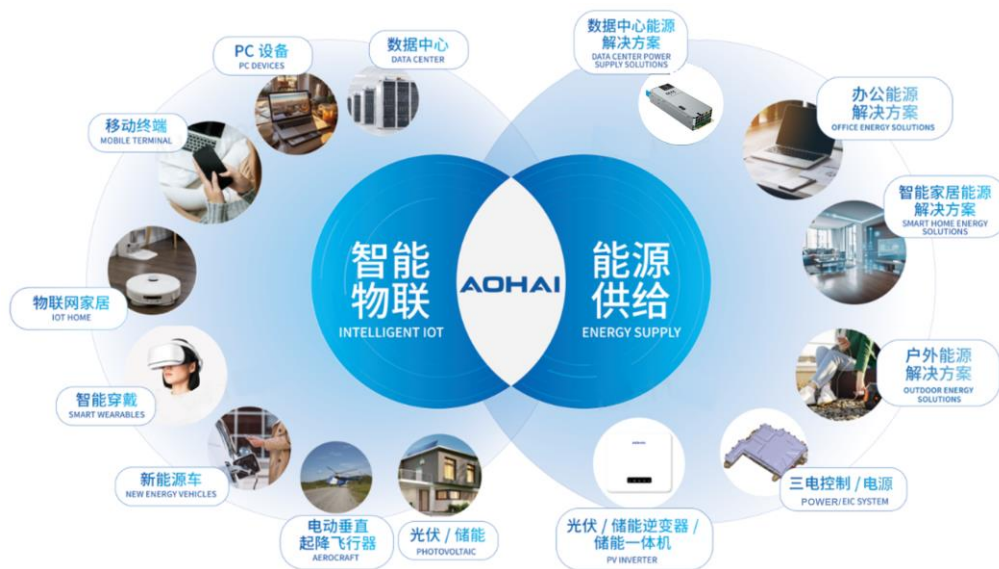 PC 设备
PC DEVICES
数据中心
DATA CENTER
移动终端
MOBILE TERMINAL
物联网家居
IOT HOME
智能穿戴
SMART WEARABLES
新能源车
NEW ENERGY VEHICLES
电动垂直
起降飞行器
AEROCRAFT
光伏 / 储能
PHOTOVOLTAIC
智能
物联
INTELLIGENT IOT
AOHAI
能源
供给
ENERGY SUPPLY
数据中心能源
解决方案
DATA CENTER POWER
SUPPLY SOLUTIONS
办公能源
解决方案
OFFICE ENERGY SOLUTIONS
智能家居能源
解决方案
SMART HOME ENERGY
SOLUTIONS
户外能源
解决方案
OUTDOOR ENERGY
SOLUTIONS
三电控制 / 电源
POWER/EIC SYSTEM
光伏 / 储能逆变器 /
储能一体机
PV INVERTER
AOHAI